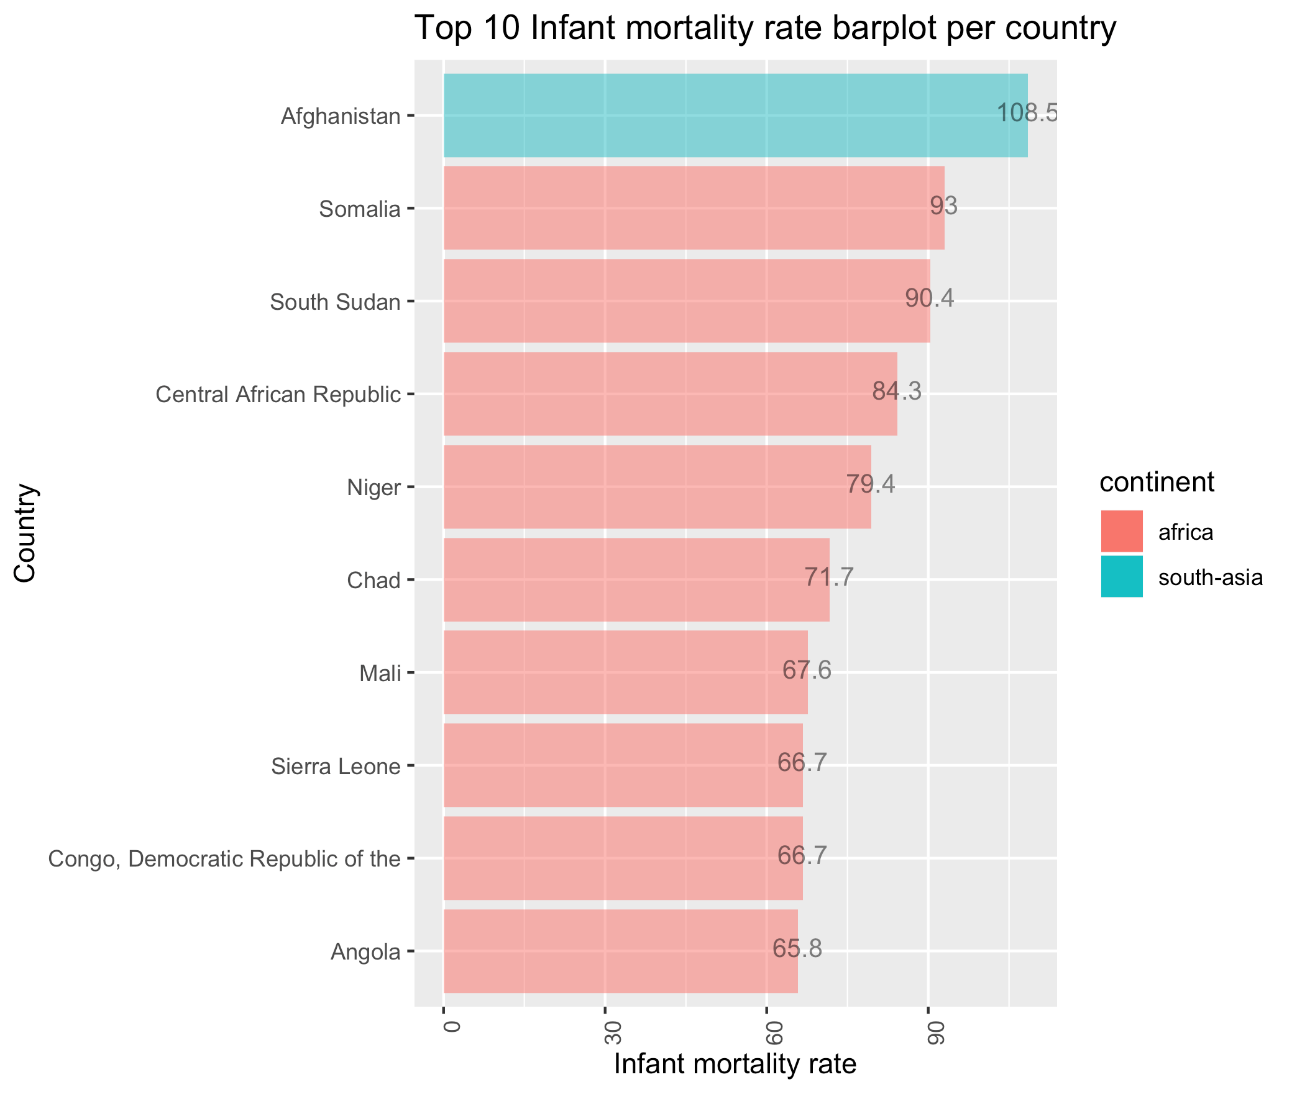 Top 10 Infant mortality rate barplot per country
Afghanistan 108.5
Somalia 93
South Sudan 90.4
Central African Republic 84.3
Niger 79.4
Chad 71.7
Mali 67.6
Sierra Leone 66.7
Congo, Democratic Republic of the 66.7
Angola 65.8
0 30 60 90
Infant mortality rate
Country
continent
africa
south-asia